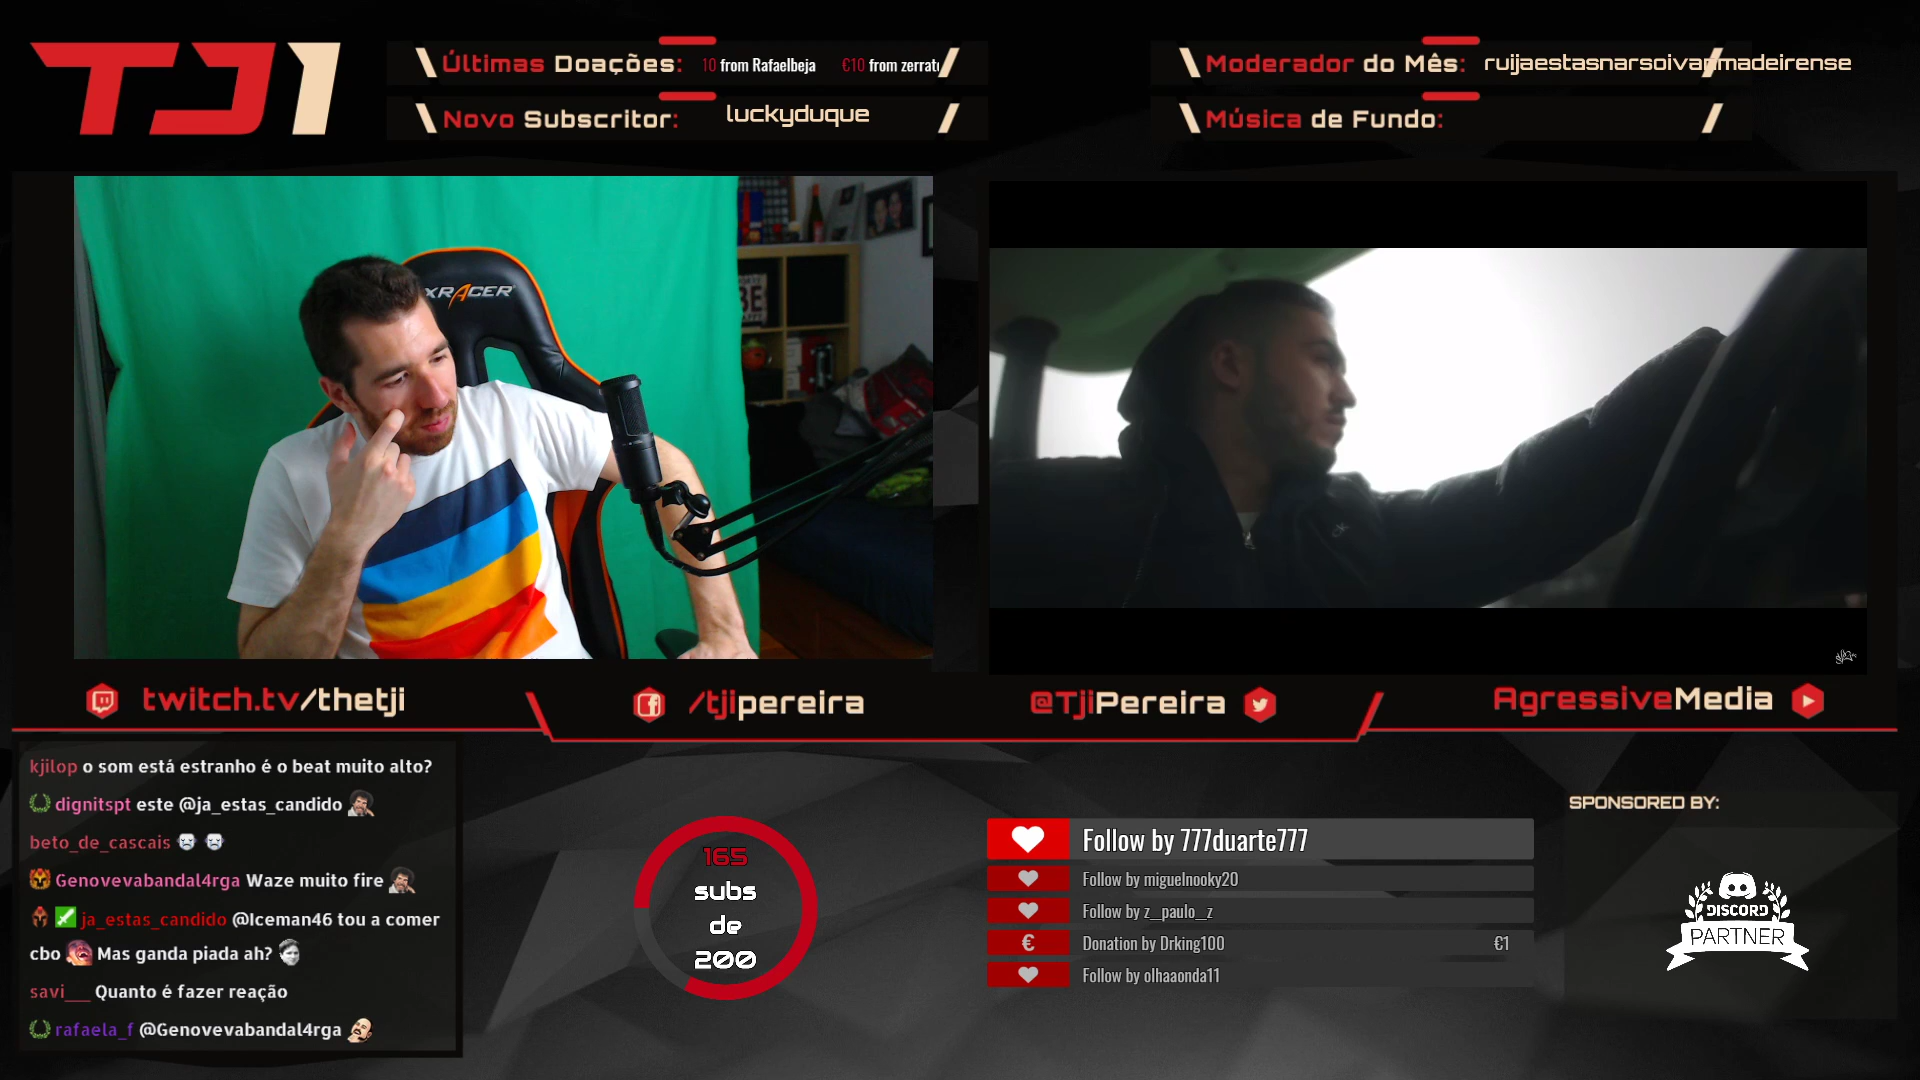 TJI
Últimas Doações: 10 from Rafaelbeja €10 from zerrat
Novo Subscritor: luckyduque
Moderador do Mês: ruijaestasnarsoivanmadeirense
Música de Fundo:
XRACER
twitch.tv/thetji
/tjipereira
@TjiPereira
AgressiveMedia
kjilop o som está estranho é o beat muito alto?
dignitspt este @ja_estas_candido
beto_de_cascais
Genovevabandal4rga Waze muito fire
ja_estas_candido @Iceman46 tou a comer
cbo Mas ganda piada ah?
savi___ Quanto é fazer reação
rafaela_f @Genovevabandal4rga
165
subs
de
200
Follow by 777duarte777
Follow by miguelnooky20
Follow by z_paulo_z
€ Donation by Drking100 €1
Follow by olhaaonda11
SPONSORED BY:
DISCORD
PARTNER